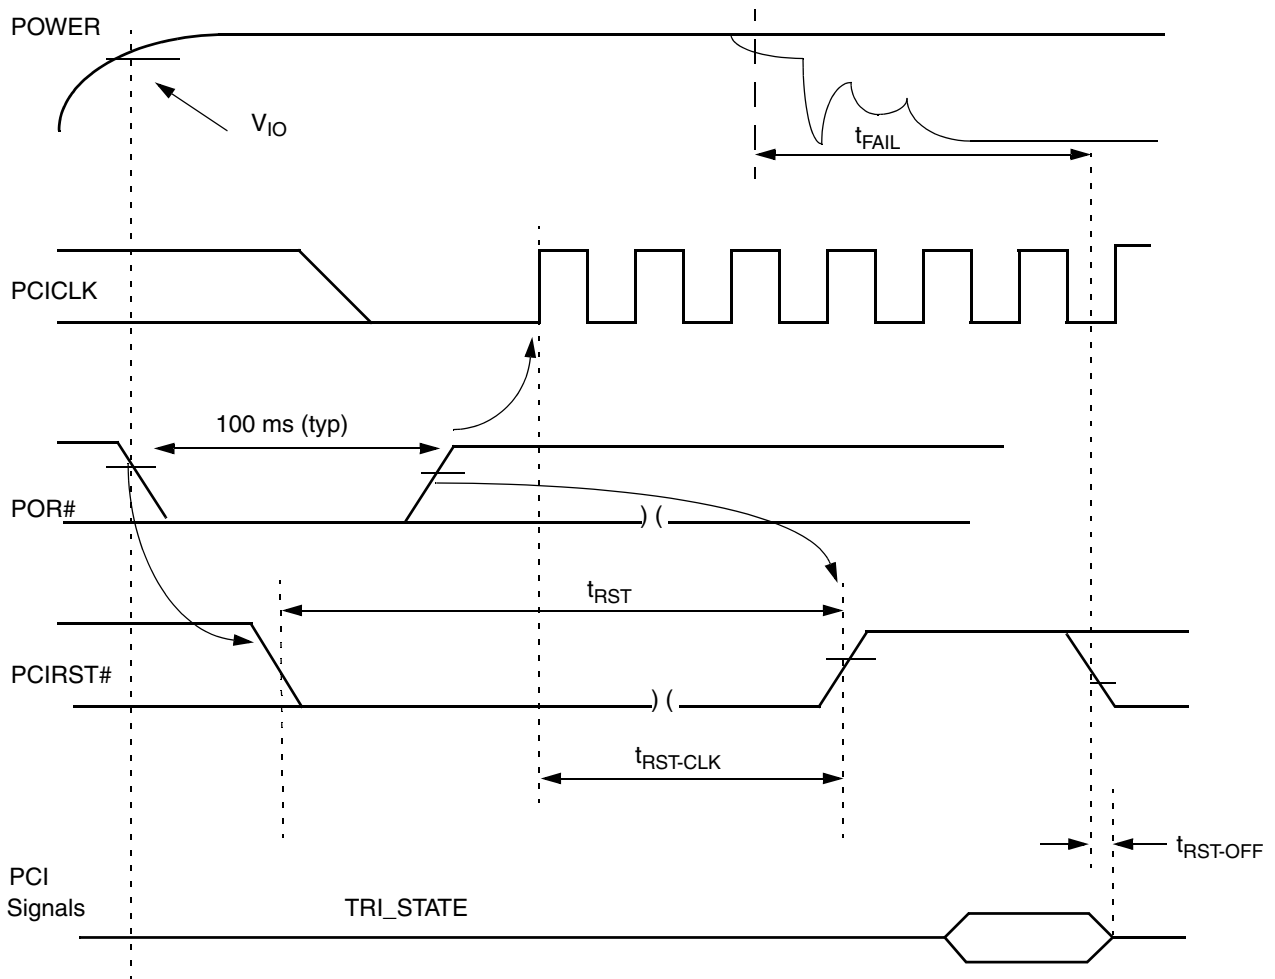 POWER
VIO
tFAIL
PCICLK
100 ms (typ)
POR#
) (
tRST
PCIRST#
) (
tRST-CLK
tRST-OFF
PCI
Signals
TRI_STATE